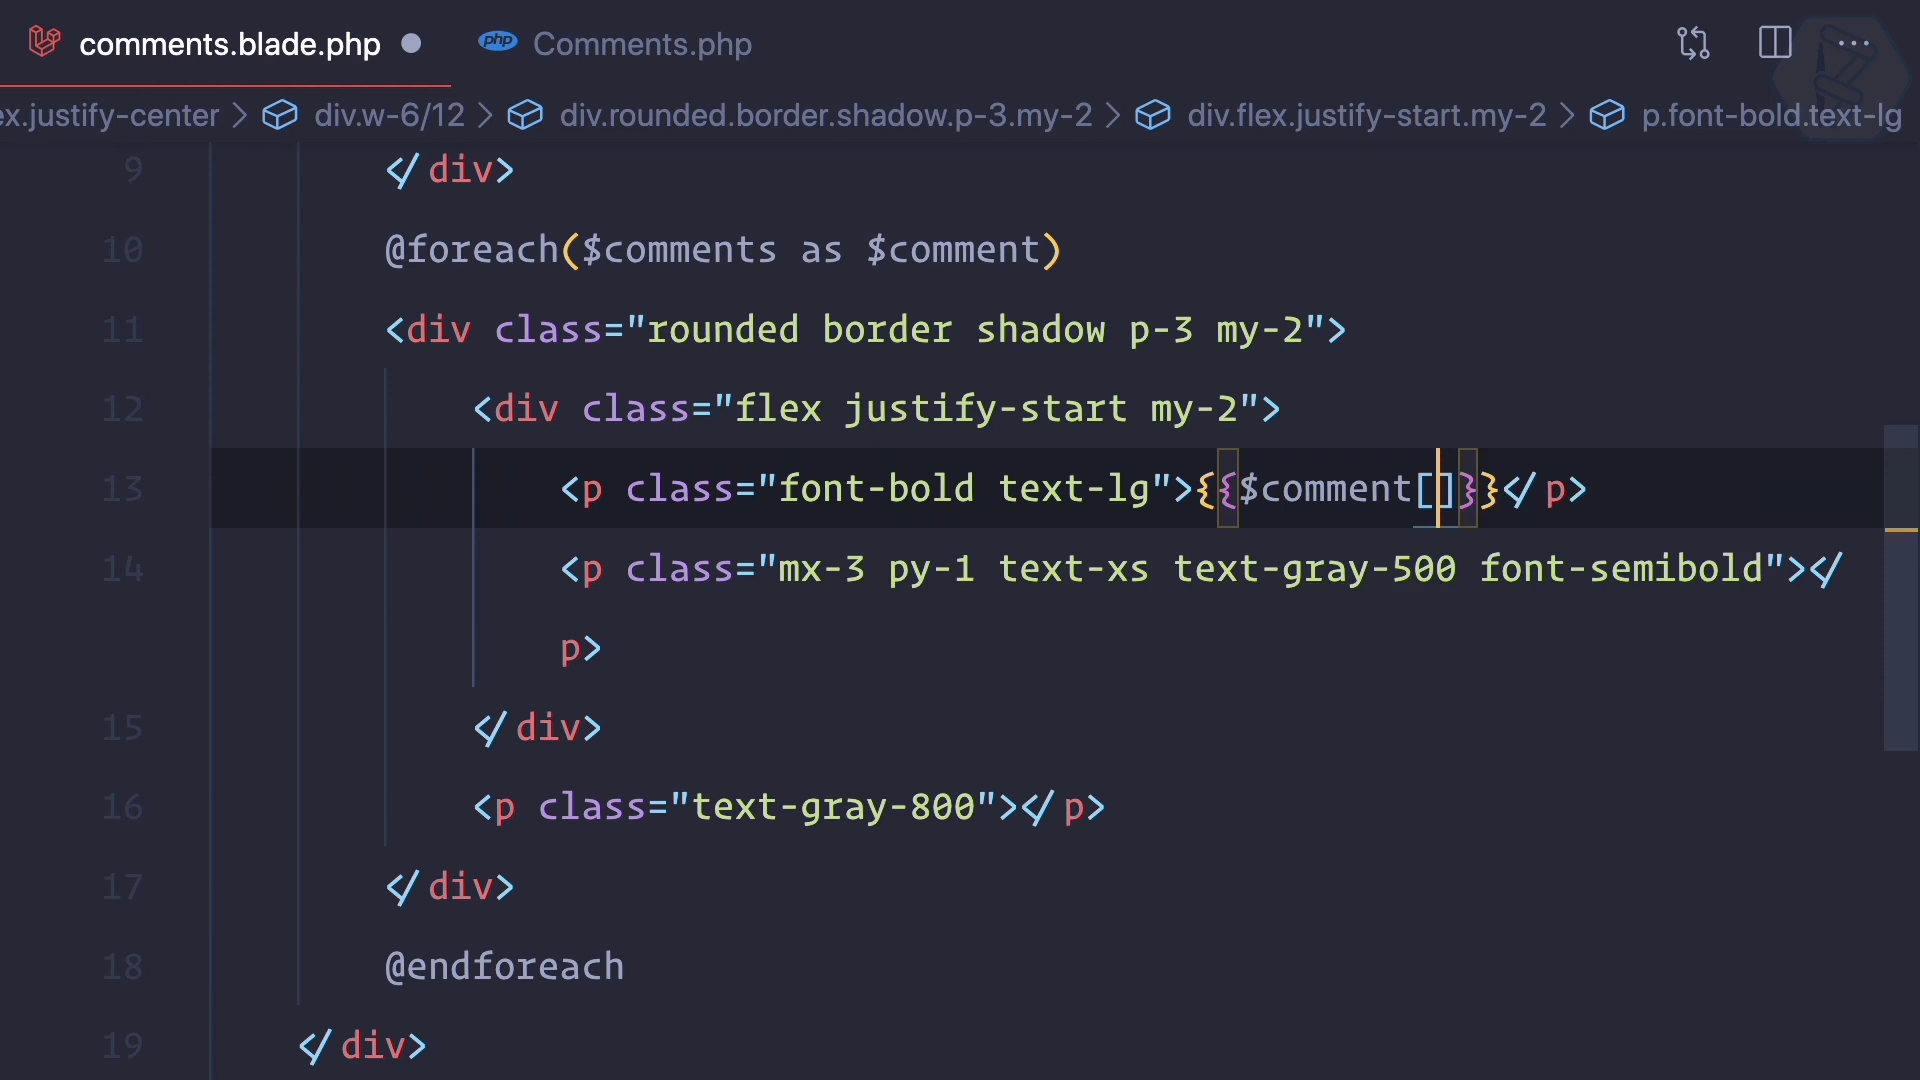 comments.blade.php
php Comments.php
ex.justify-center > div.w-6/12 > div.rounded.border.shadow.p-3.my-2 > div.flex.justify-start.my-2 > p.font-bold.text-lg
9 </div>
10 @foreach($comments as $comment)
11 <div class="rounded border shadow p-3 my-2">
12 <div class="flex justify-start my-2">
13 <p class="font-bold text-lg">{{$comment[]}}</p>
14 <p class="mx-3 py-1 text-xs text-gray-500 font-semibold"></
p>
15 </div>
16 <p class="text-gray-800"></p>
17 </div>
18 @endforeach
19 </div>